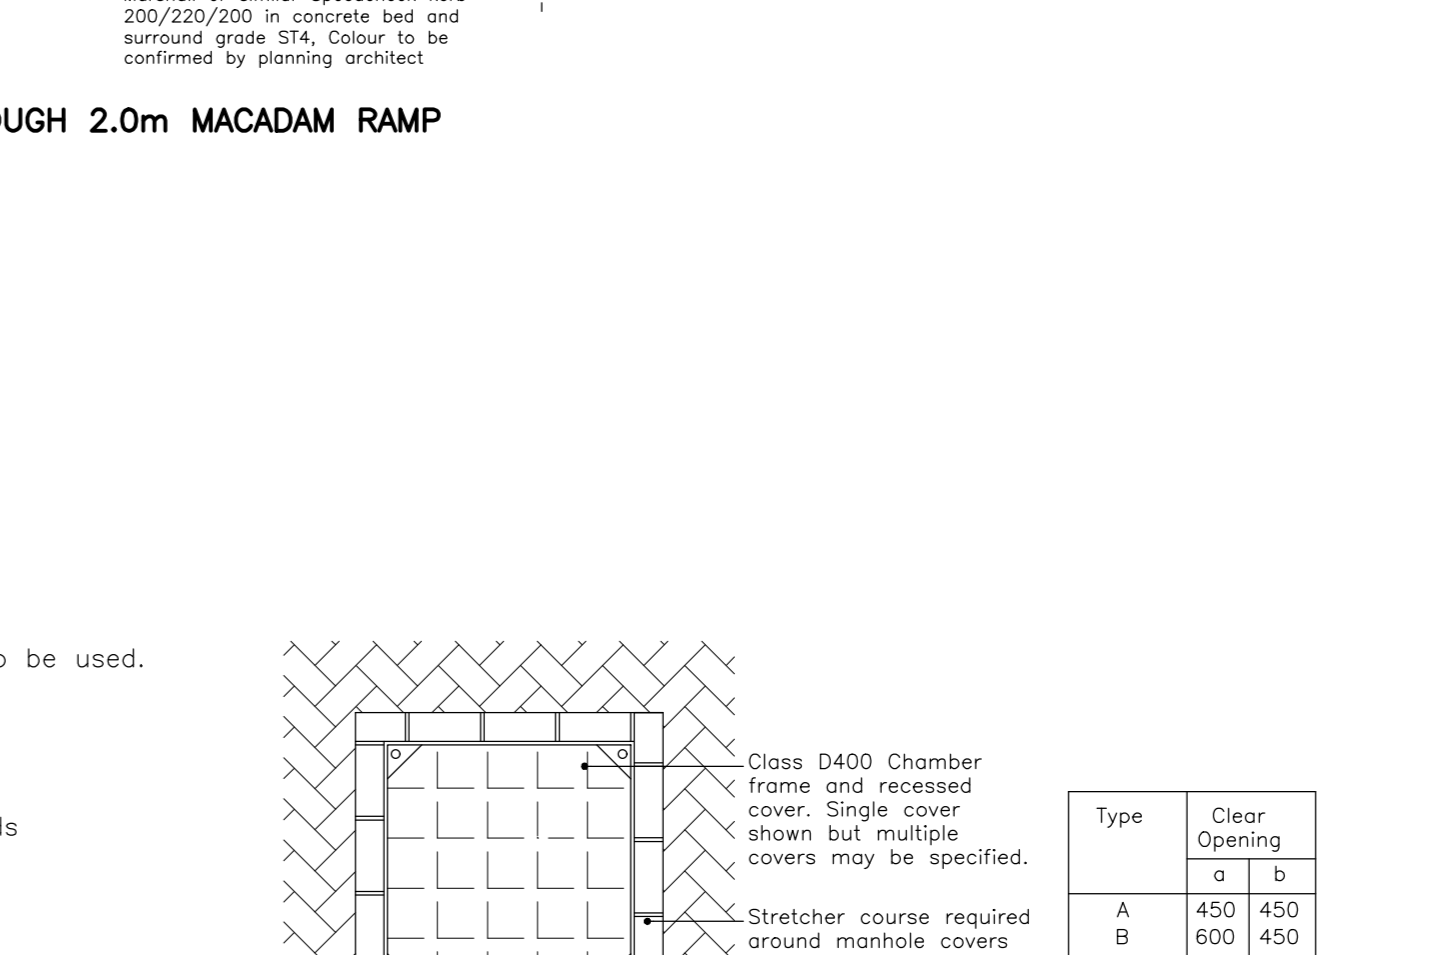 200/220/200 in concrete bed and
surround grade ST4, Colour to be
confirmed by planning architect
2.0m MACADAM RAMP
be used.
Class D400 Chamber
frame and recessed
cover. Single cover
shown but multiple
covers may be specified.
Stretcher course required
around manhole covers
Type Clear
Opening
a b
A 450 450
B 600 450